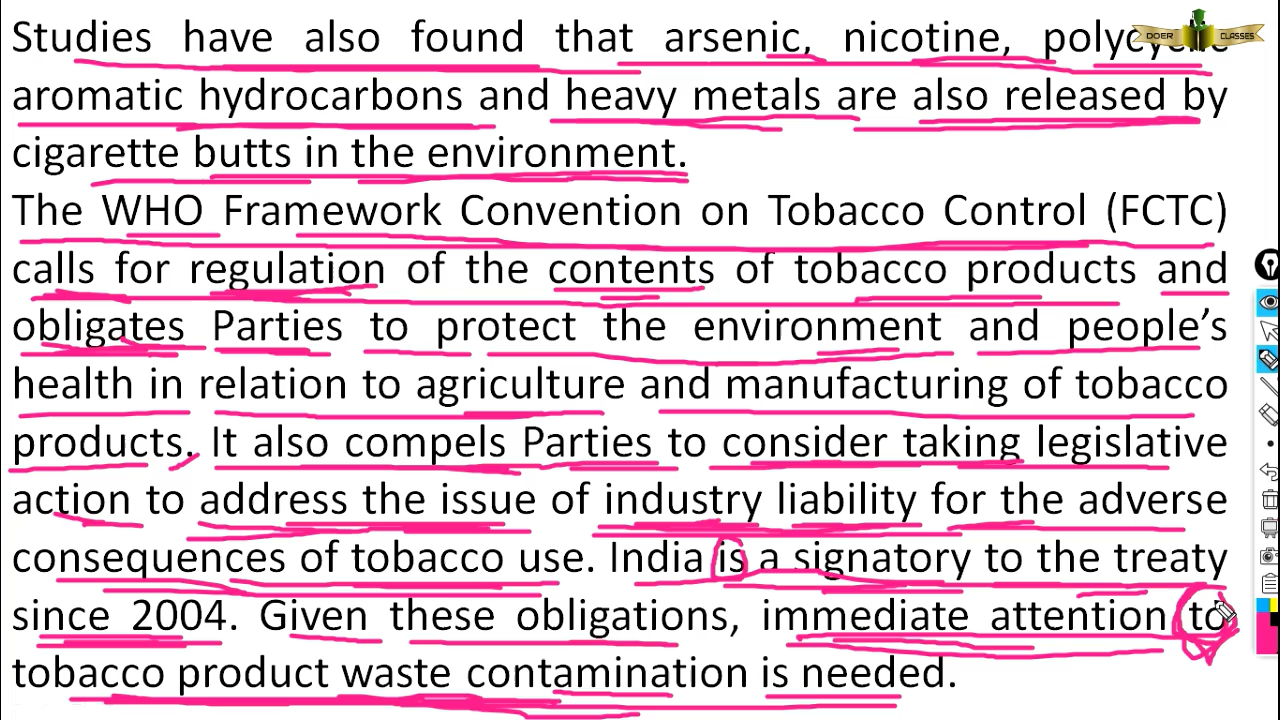 Studies have also found that arsenic, nicotine, polycyclic
DOER CLASSES
aromatic hydrocarbons and heavy metals are also released by
cigarette butts in the environment.
The WHO Framework Convention on Tobacco Control (FCTC)
calls for regulation of the contents of tobacco products and
obligates Parties to protect the environment and people’s
health in relation to agriculture and manufacturing of tobacco
products. It also compels Parties to consider taking legislative
action to address the issue of industry liability for the adverse
consequences of tobacco use. India is a signatory to the treaty
since 2004. Given these obligations, immediate attention to
tobacco product waste contamination is needed.